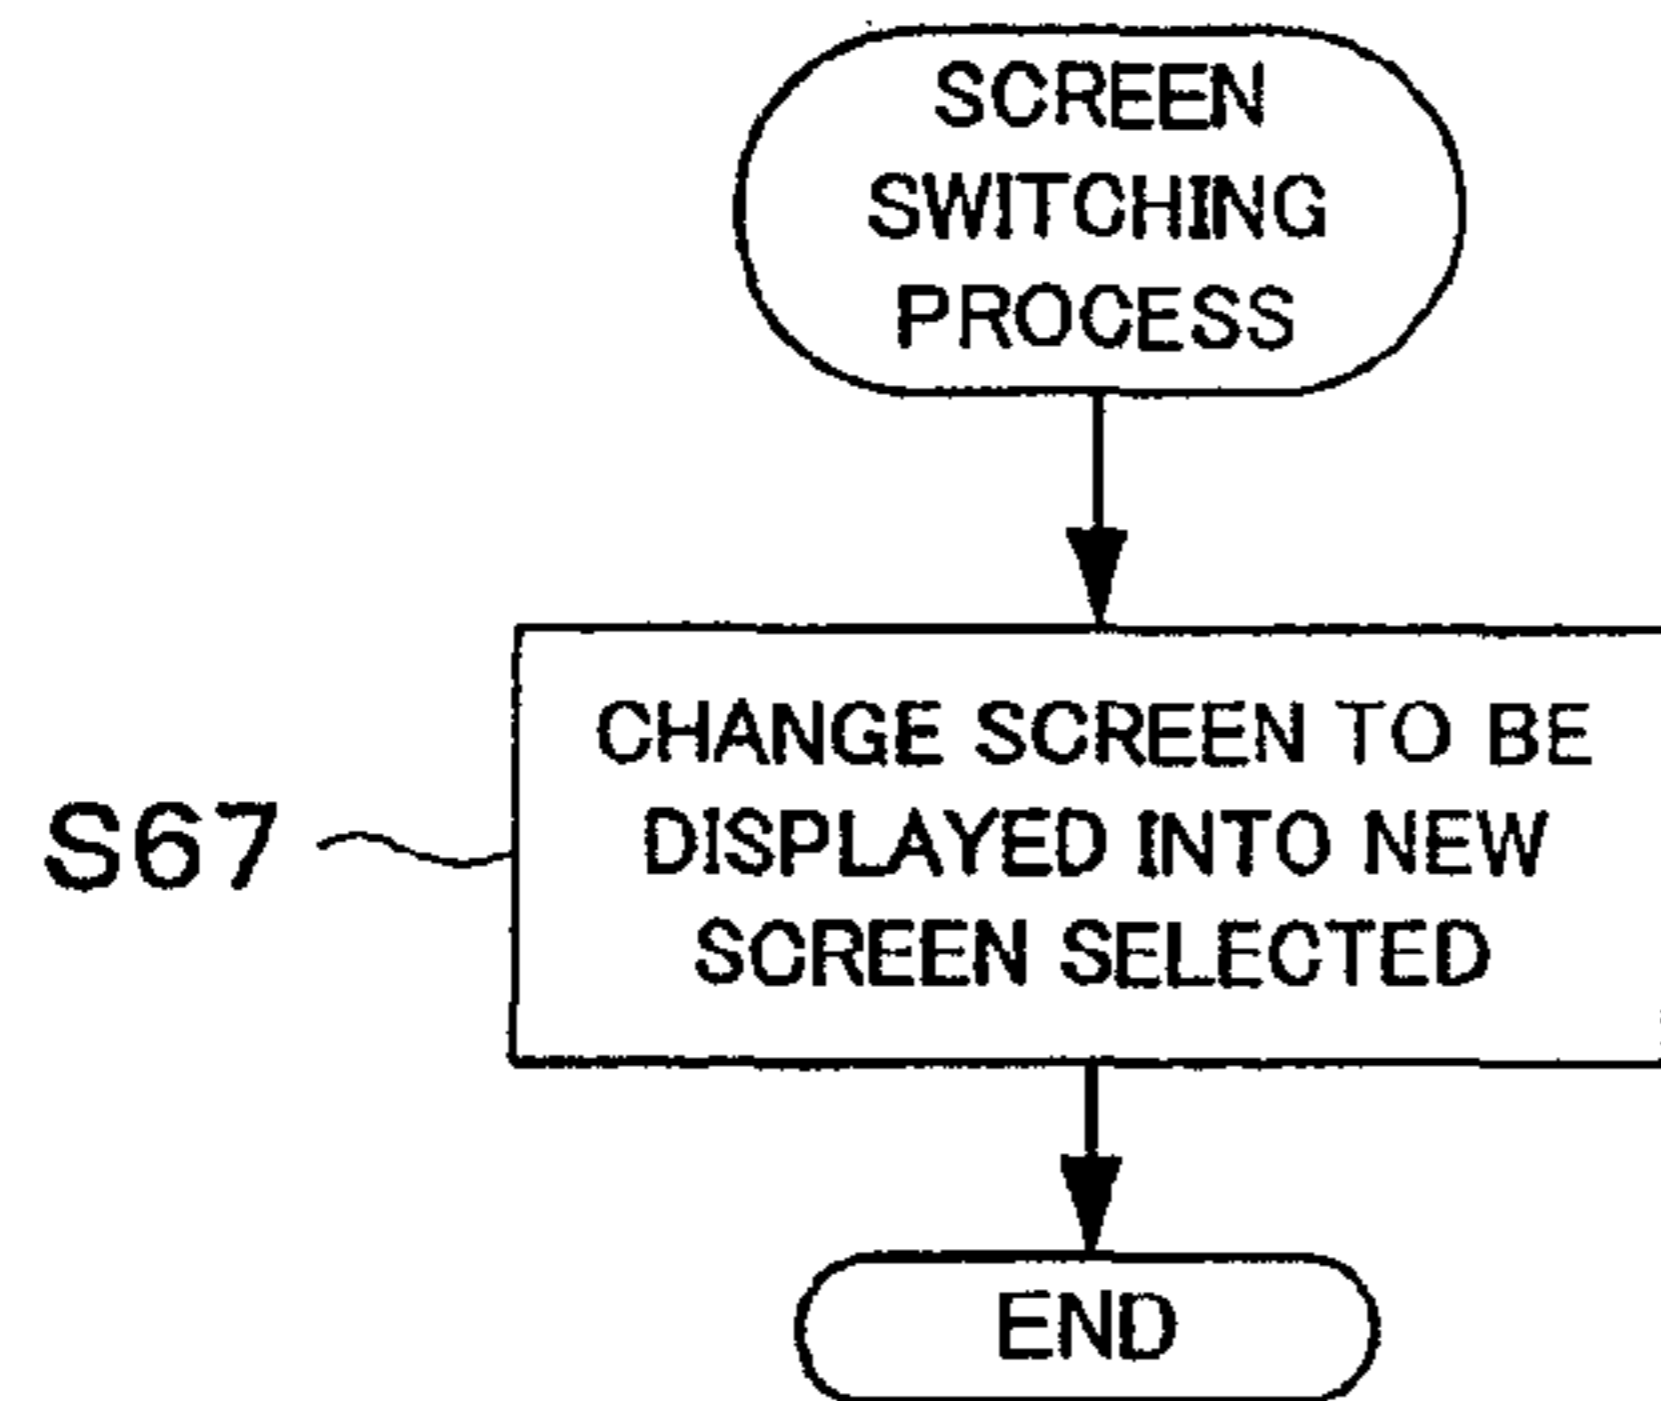 SCREEN
SWITCHING
PROCESS
S67
CHANGE SCREEN TO BE
DISPLAYED INTO NEW
SCREEN SELECTED
END